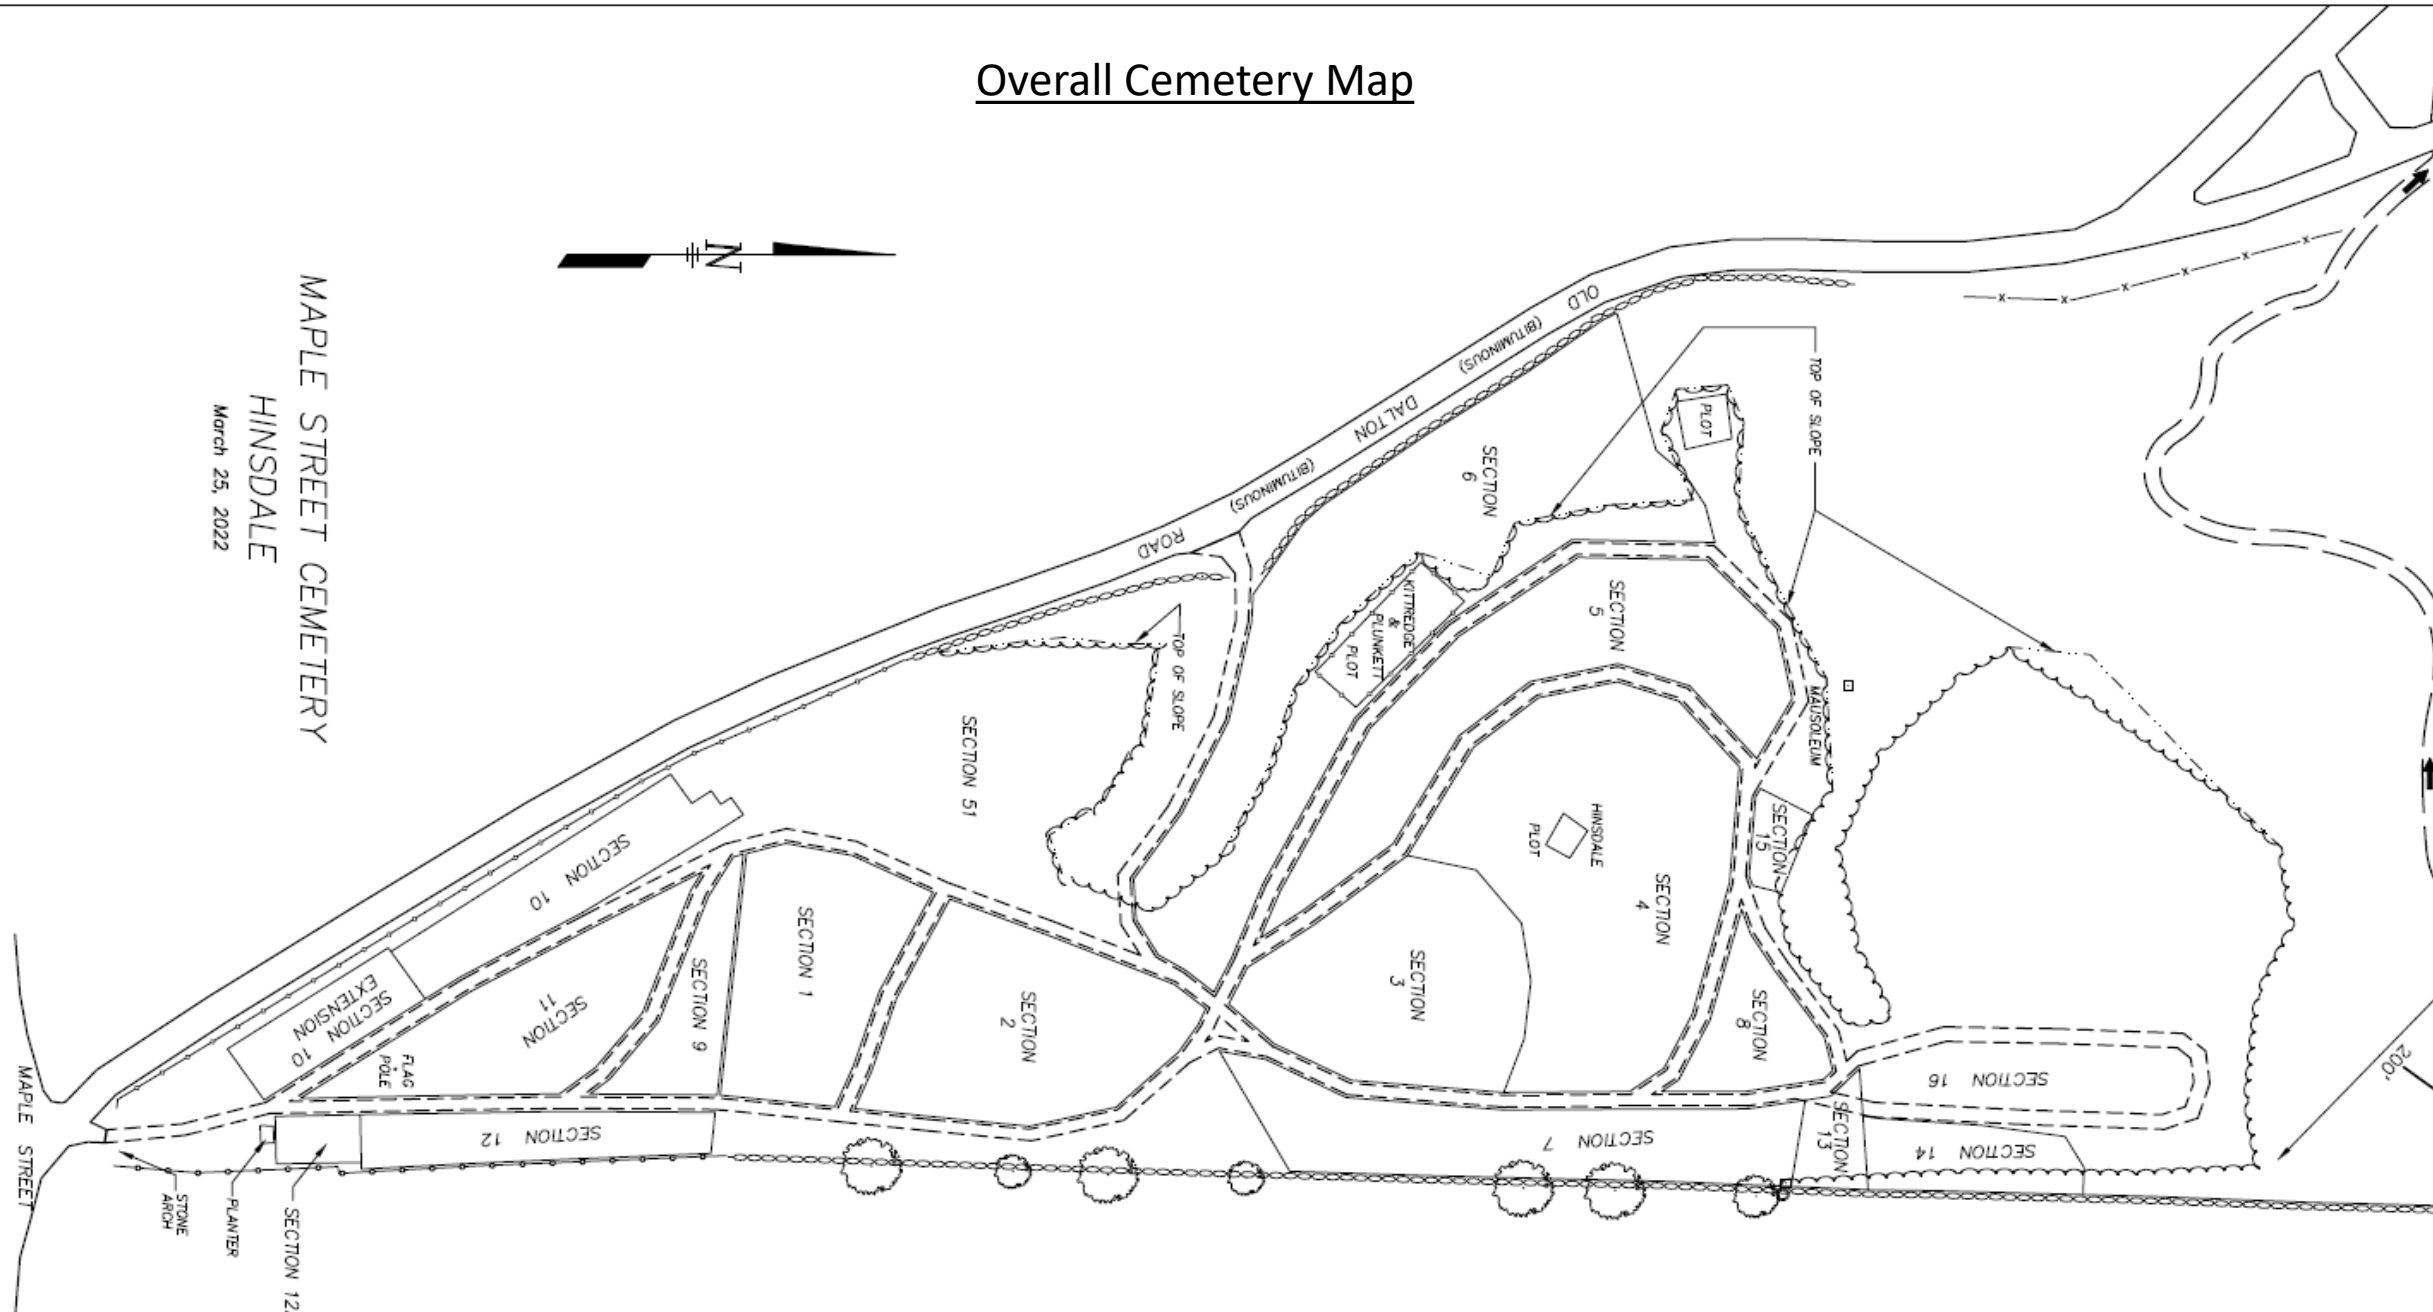 Overall Cemetery Map
N
MAPLE STREET CEMETERY
HINSDALE
March 25, 2022
OLD
(BITUMINOUS)
DALTON
(BITUMINOUS)
ROAD
TOP OF SLOPE
PLOT
SECTION
6
SECTION
5
KITTREDGE
&
PLUNKETT
PLOT
TOP OF SLOPE
MAUSOLEUM
SECTION 51
HINSDALE
PLOT
SECTION
15
SECTION
4
SECTION
3
SECTION
8
SECTION 10
SECTION 1
SECTION
2
SECTION 9
SECTION
11
SECTION 10
EXTENSION
FLAG
POLE
SECTION 16
200'
SECTION
13
SECTION 14
SECTION 7
SECTION 12
MAPLE STREET
STONE
ARCH
PLANTER
SECTION 12